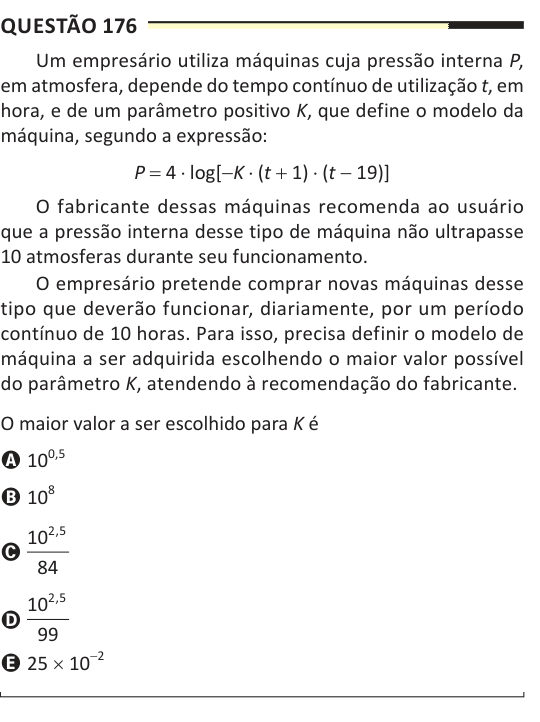 QUESTÃO 176
Um empresário utiliza máquinas cuja pressão interna P,
em atmosfera, depende do tempo contínuo de utilização t, em
hora, e de um parâmetro positivo K, que define o modelo da
máquina, segundo a expressão:
P = 4 · log[−K · (t + 1) · (t − 19)]
O fabricante dessas máquinas recomenda ao usuário
que a pressão interna desse tipo de máquina não ultrapasse
10 atmosferas durante seu funcionamento.
O empresário pretende comprar novas máquinas desse
tipo que deverão funcionar, diariamente, por um período
contínuo de 10 horas. Para isso, precisa definir o modelo de
máquina a ser adquirida escolhendo o maior valor possível
do parâmetro K, atendendo à recomendação do fabricante.
O maior valor a ser escolhido para K é
A 10^0,5
B 10^8
C 10^2,5 / 84
D 10^2,5 / 99
E 25 × 10^−2